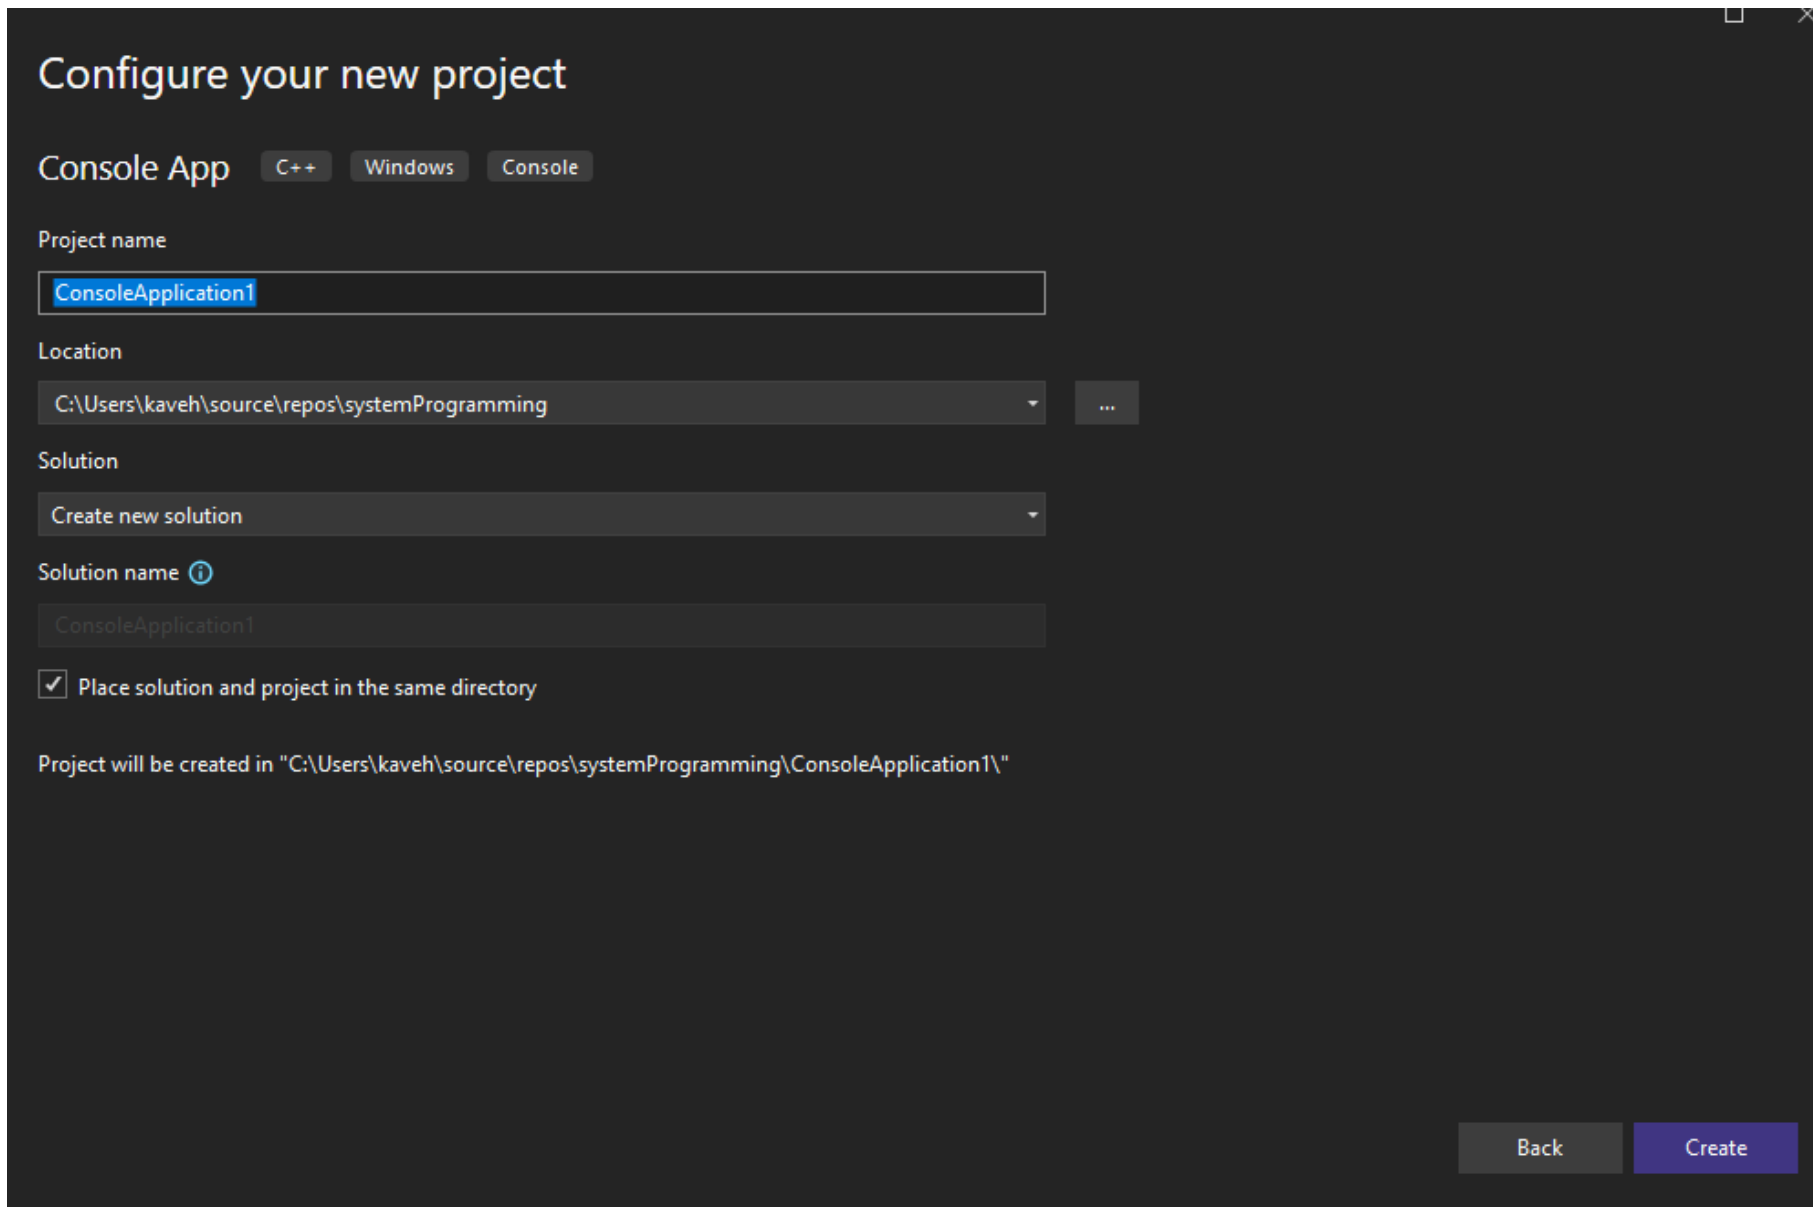 Configure your new project
Console App C++ Windows Console
Project name
ConsoleApplication1
Location
C:\Users\kaveh\source\repos\systemProgramming ...
Solution
Create new solution
Solution name
ConsoleApplication1
Place solution and project in the same directory
Project will be created in "C:\Users\kaveh\source\repos\systemProgramming\ConsoleApplication1\"
Back Create